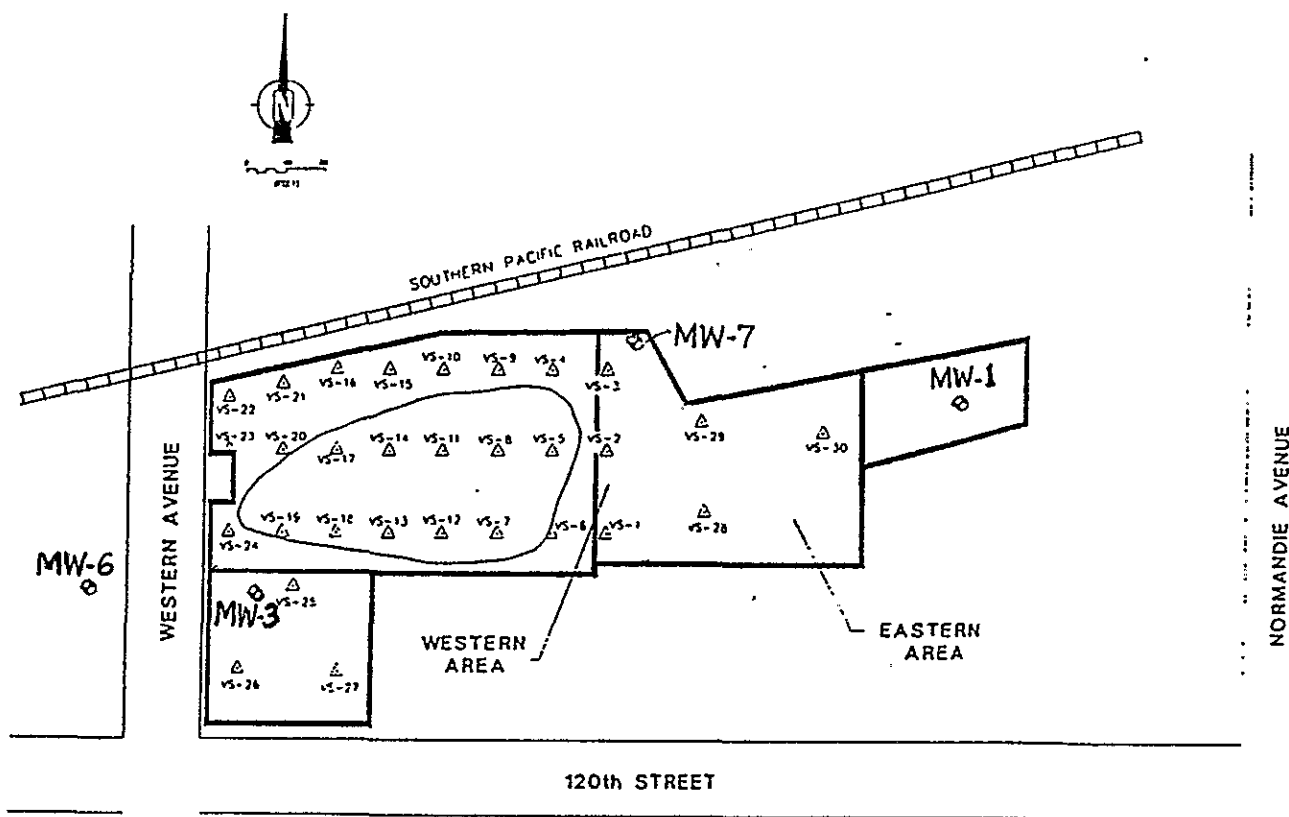 N
SOUTHERN PACIFIC RAILROAD
MW-7
MW-1
VS-10
VS-9
VS-4
VS-3
VS-16
VS-15
VS-21
VS-22
VS-29
VS-30
VS-23
VS-20
VS-17
VS-14
VS-11
VS-8
VS-5
VS-2
VS-28
VS-24
VS-19
VS-18
VS-13
VS-12
VS-7
VS-6
VS-1
MW-6
MW-3
VS-25
VS-26
VS-27
WESTERN AVENUE
WESTERN
AREA
EASTERN
AREA
NORMANDIE AVENUE
120th STREET